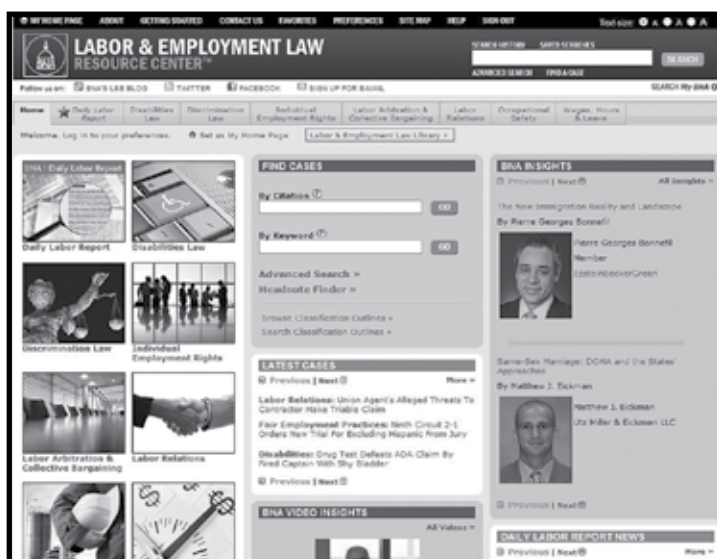 MY HOME PAGE ABOUT GETTING STARTED CONTACT US FAVORITES PREFERENCES SITE MAP HELP SIGN OUT Text size: A A A
LABOR & EMPLOYMENT LAW
RESOURCE CENTER™
SEARCH HISTORY SAVED SEARCHES
SEARCH
ADVANCED SEARCH FIND A CASE
Follow us on: BNA'S L&E BLOG TWITTER FACEBOOK SIGN UP FOR EMAIL SEARCH My BNA
Home Daily Labor Report Disabilities Law Discrimination Law Individual Employment Rights Labor Arbitration & Collective Bargaining Labor Relations Occupational Safety Wages, Hours & Leave
Welcome. Log in to your preferences. Set as My Home Page Labor & Employment Law Library
BNA Daily Labor Report
Daily Labor Report
Disabilities Law
Discrimination Law
Individual
Employment Rights
Labor Arbitration &
Collective Bargaining
Labor Relations
FIND CASES
By Citation
GO
By Keyword
GO
Advanced Search »
Headnote Finder »
Browse Classification Outlines »
Search Classification Outlines »
LATEST CASES
Previous | Next More »
Labor Relations: Union Agent's Alleged Threats To
Contractor Make Triable Claim
Fair Employment Practices: Ninth Circuit 2-1
Orders New Trial For Excluding Hispanic From Jury
Disabilities: Drug Test Defeats ADA Claim By
Fired Captain With Shy Bladder
Previous | Next
BNA VIDEO INSIGHTS
All Videos »
BNA INSIGHTS
Previous | Next All Insights »
The New Immigration Reality and Landscape
By Pierre Georges Bonnefil
Pierre Georges Bonnefil
Member
EpsteinBeckerGreen
Same-Sex Marriage: DOMA and the States'
Approaches
By Matthew J. Eickman
Matthew J. Eickman
Utz Miller & Eickman LLC
Previous | Next
DAILY LABOR REPORT NEWS
Previous | Next More »